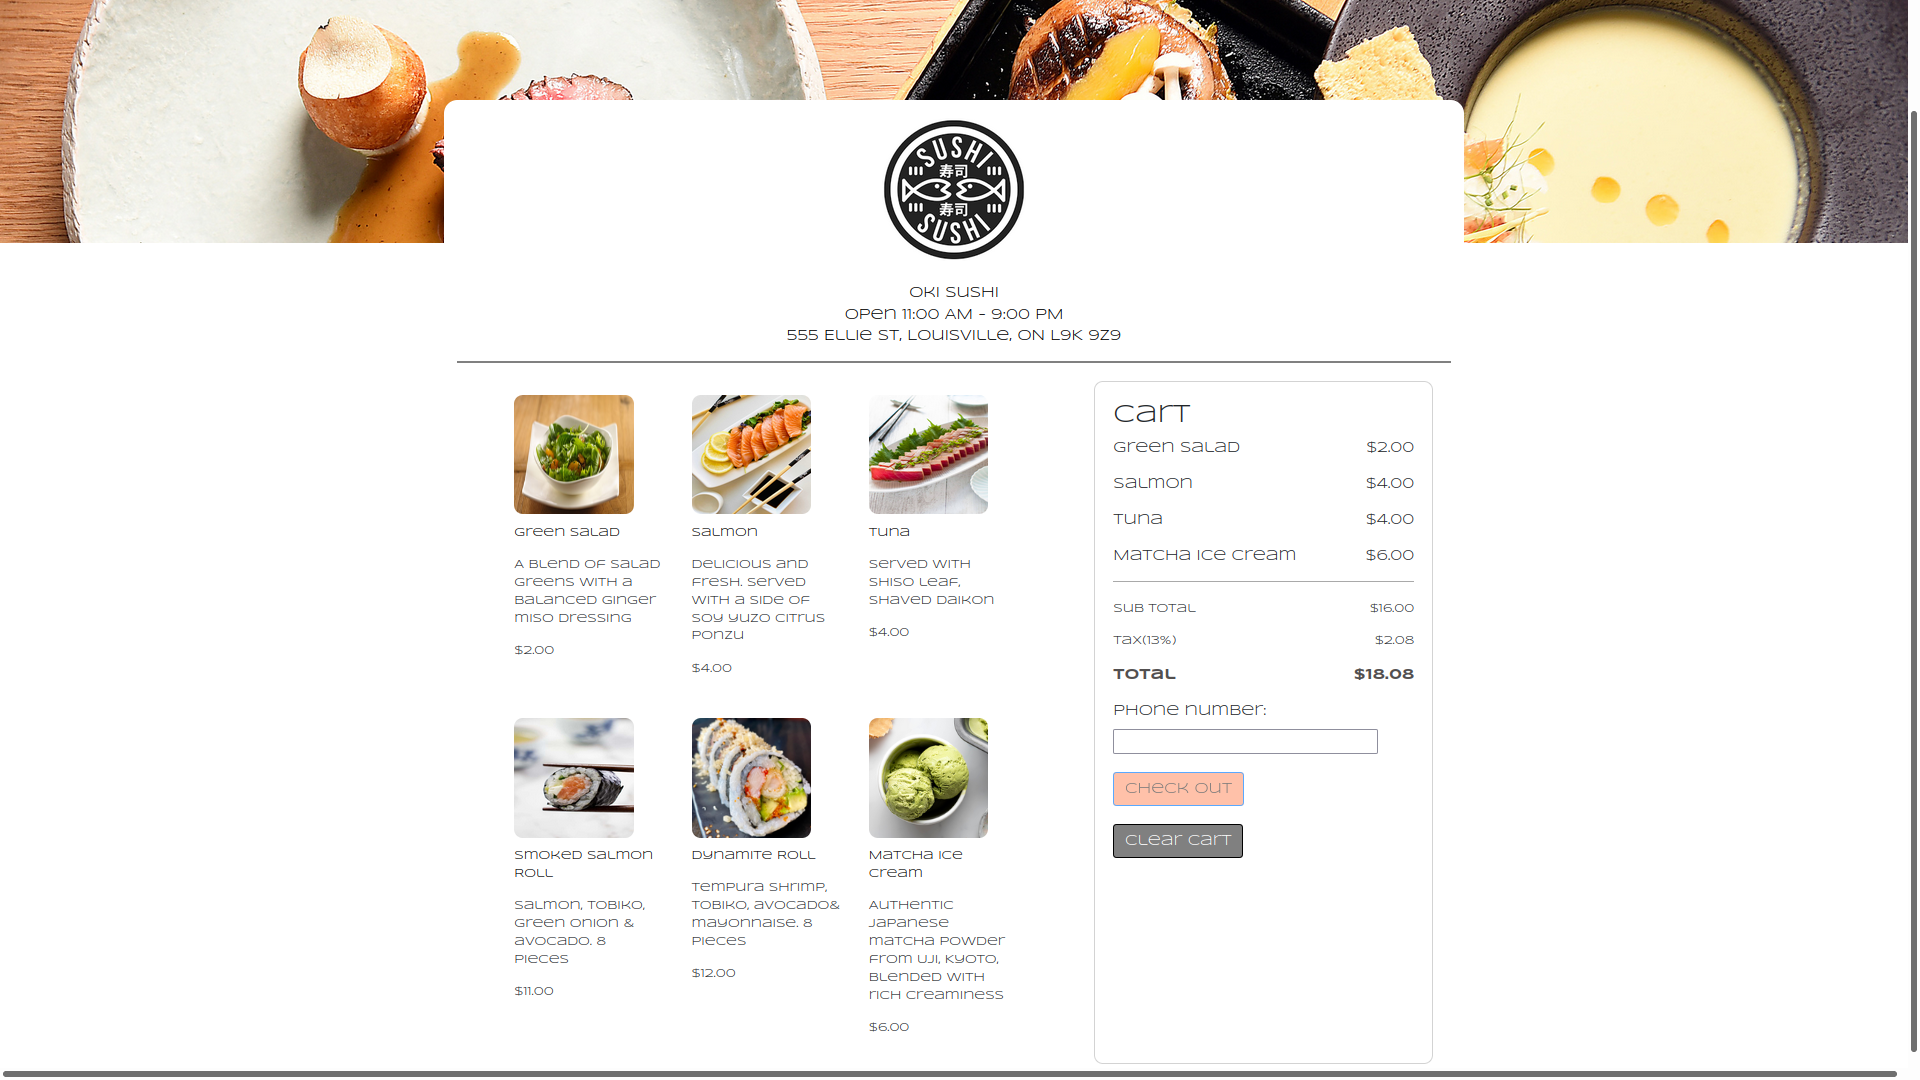 SUSHI
寿司
寿司
SUSHI
Oki Sushi
Open 11:00 AM - 9:00 PM
555 Ellie St, Louisville, ON L9K 9Z9
Green Salad
A blend of salad
greens with a
balanced ginger
miso dressing
$2.00
Salmon
Delicious and
fresh. Served
with a side of
soy yuzo citrus
ponzu
$4.00
Tuna
Served with
shiso leaf,
shaved daikon
$4.00
Smoked Salmon
Roll
Salmon, tobiko,
green onion &
avocado. 8
pieces
$11.00
Dynamite Roll
Tempura shrimp,
tobiko, avocado&
mayonnaise. 8
pieces
$12.00
Matcha Ice
Cream
Authentic
Japanese
matcha powder
from Uji, Kyoto,
blended with
rich creaminess
$6.00
Cart
Green Salad $2.00
Salmon $4.00
Tuna $4.00
Matcha Ice Cream $6.00
Sub Total $16.00
Tax(13%) $2.08
Total $18.08
Phone number:
Check Out
Clear Cart